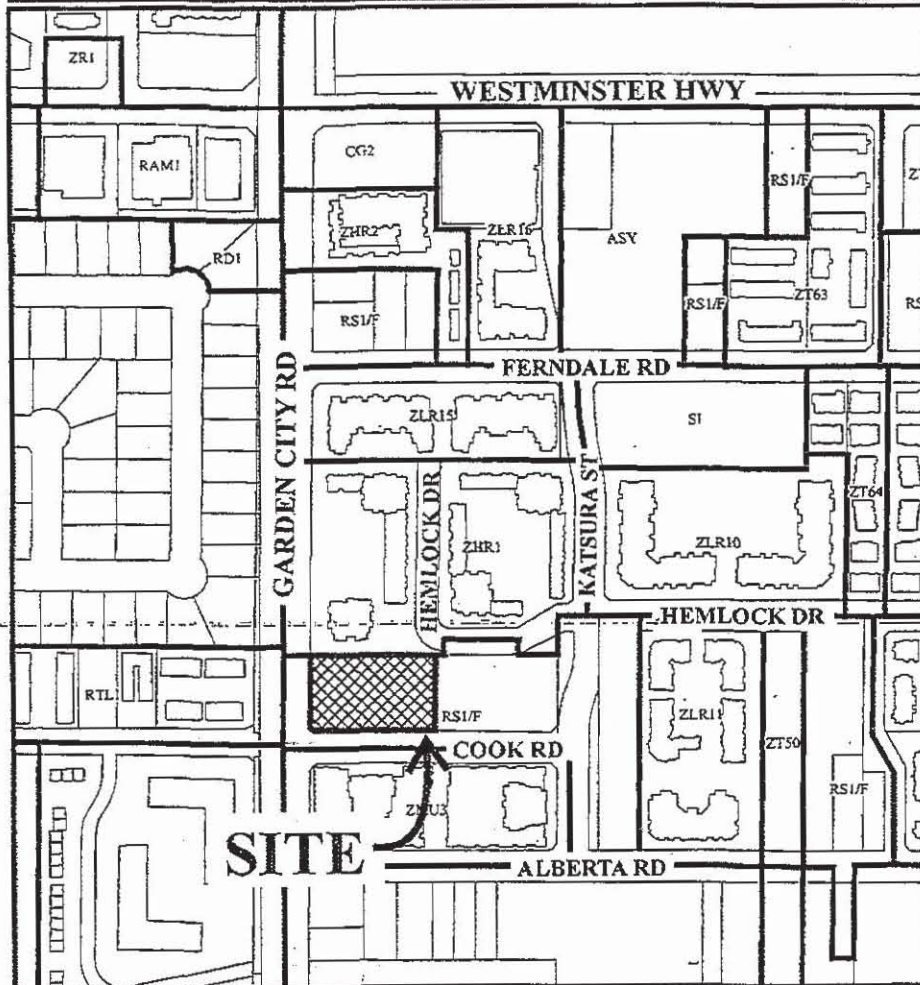 ZR1
WESTMINSTER HWY
CG2
RAM1
RS1/F
ZHR2
ZLR16
ASY
RD1
RS1/F
ZT63
RS1/F
FERNDALE RD
GARDEN CITY RD
ZLR15
SI
HEMLOCK DR
KATSURA ST
ZT64
ZHR1
ZLR10
HEMLOCK DR
RTL1
RS1/F
ZLR11
COOK RD
ZT50
RS1/F
ZMU3
SITE
ALBERTA RD